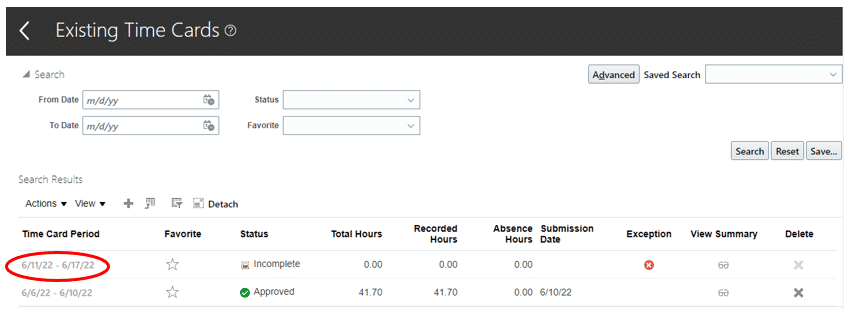 Existing Time Cards ?
Search
Advanced Saved Search
From Date m/d/yy Status
To Date m/d/yy Favorite
Search Reset Save...
Search Results
Actions View Detach
Time Card Period Favorite Status Total Hours Recorded Hours Absence Hours Submission Date Exception View Summary Delete
6/11/22 - 6/17/22 Incomplete 0.00 0.00 0.00
6/6/22 - 6/10/22 Approved 41.70 41.70 0.00 6/10/22